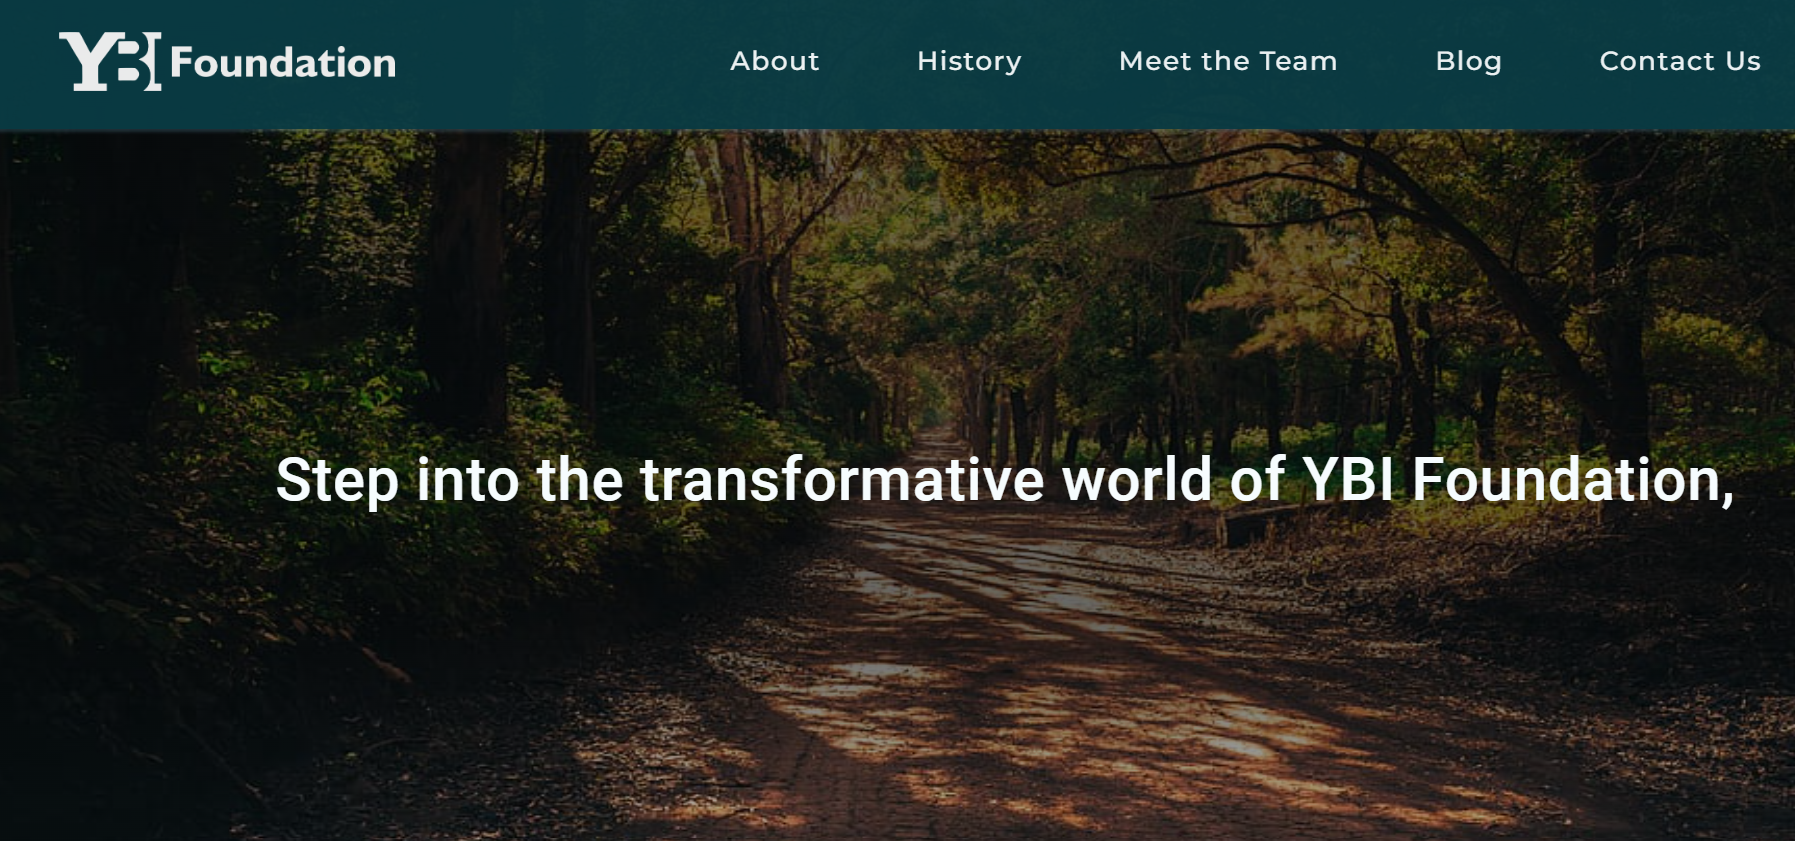 YBI Foundation
About
History
Meet the Team
Blog
Contact Us
Step into the transformative world of YBI Foundation,